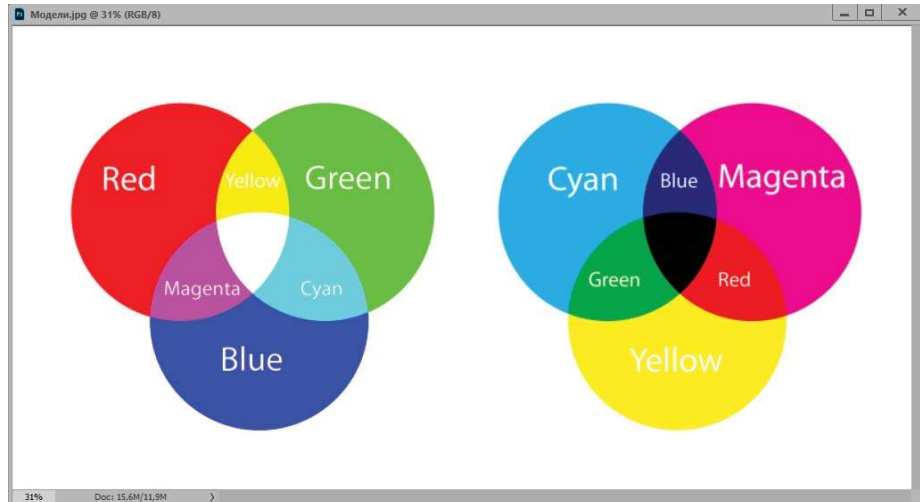 Модели.jpg @ 31% (RGB/8)
Red
Yellow
Green
Magenta
Cyan
Blue
Cyan
Blue
Magenta
Green
Red
Yellow
31%
Doc: 15,6M/11,9M